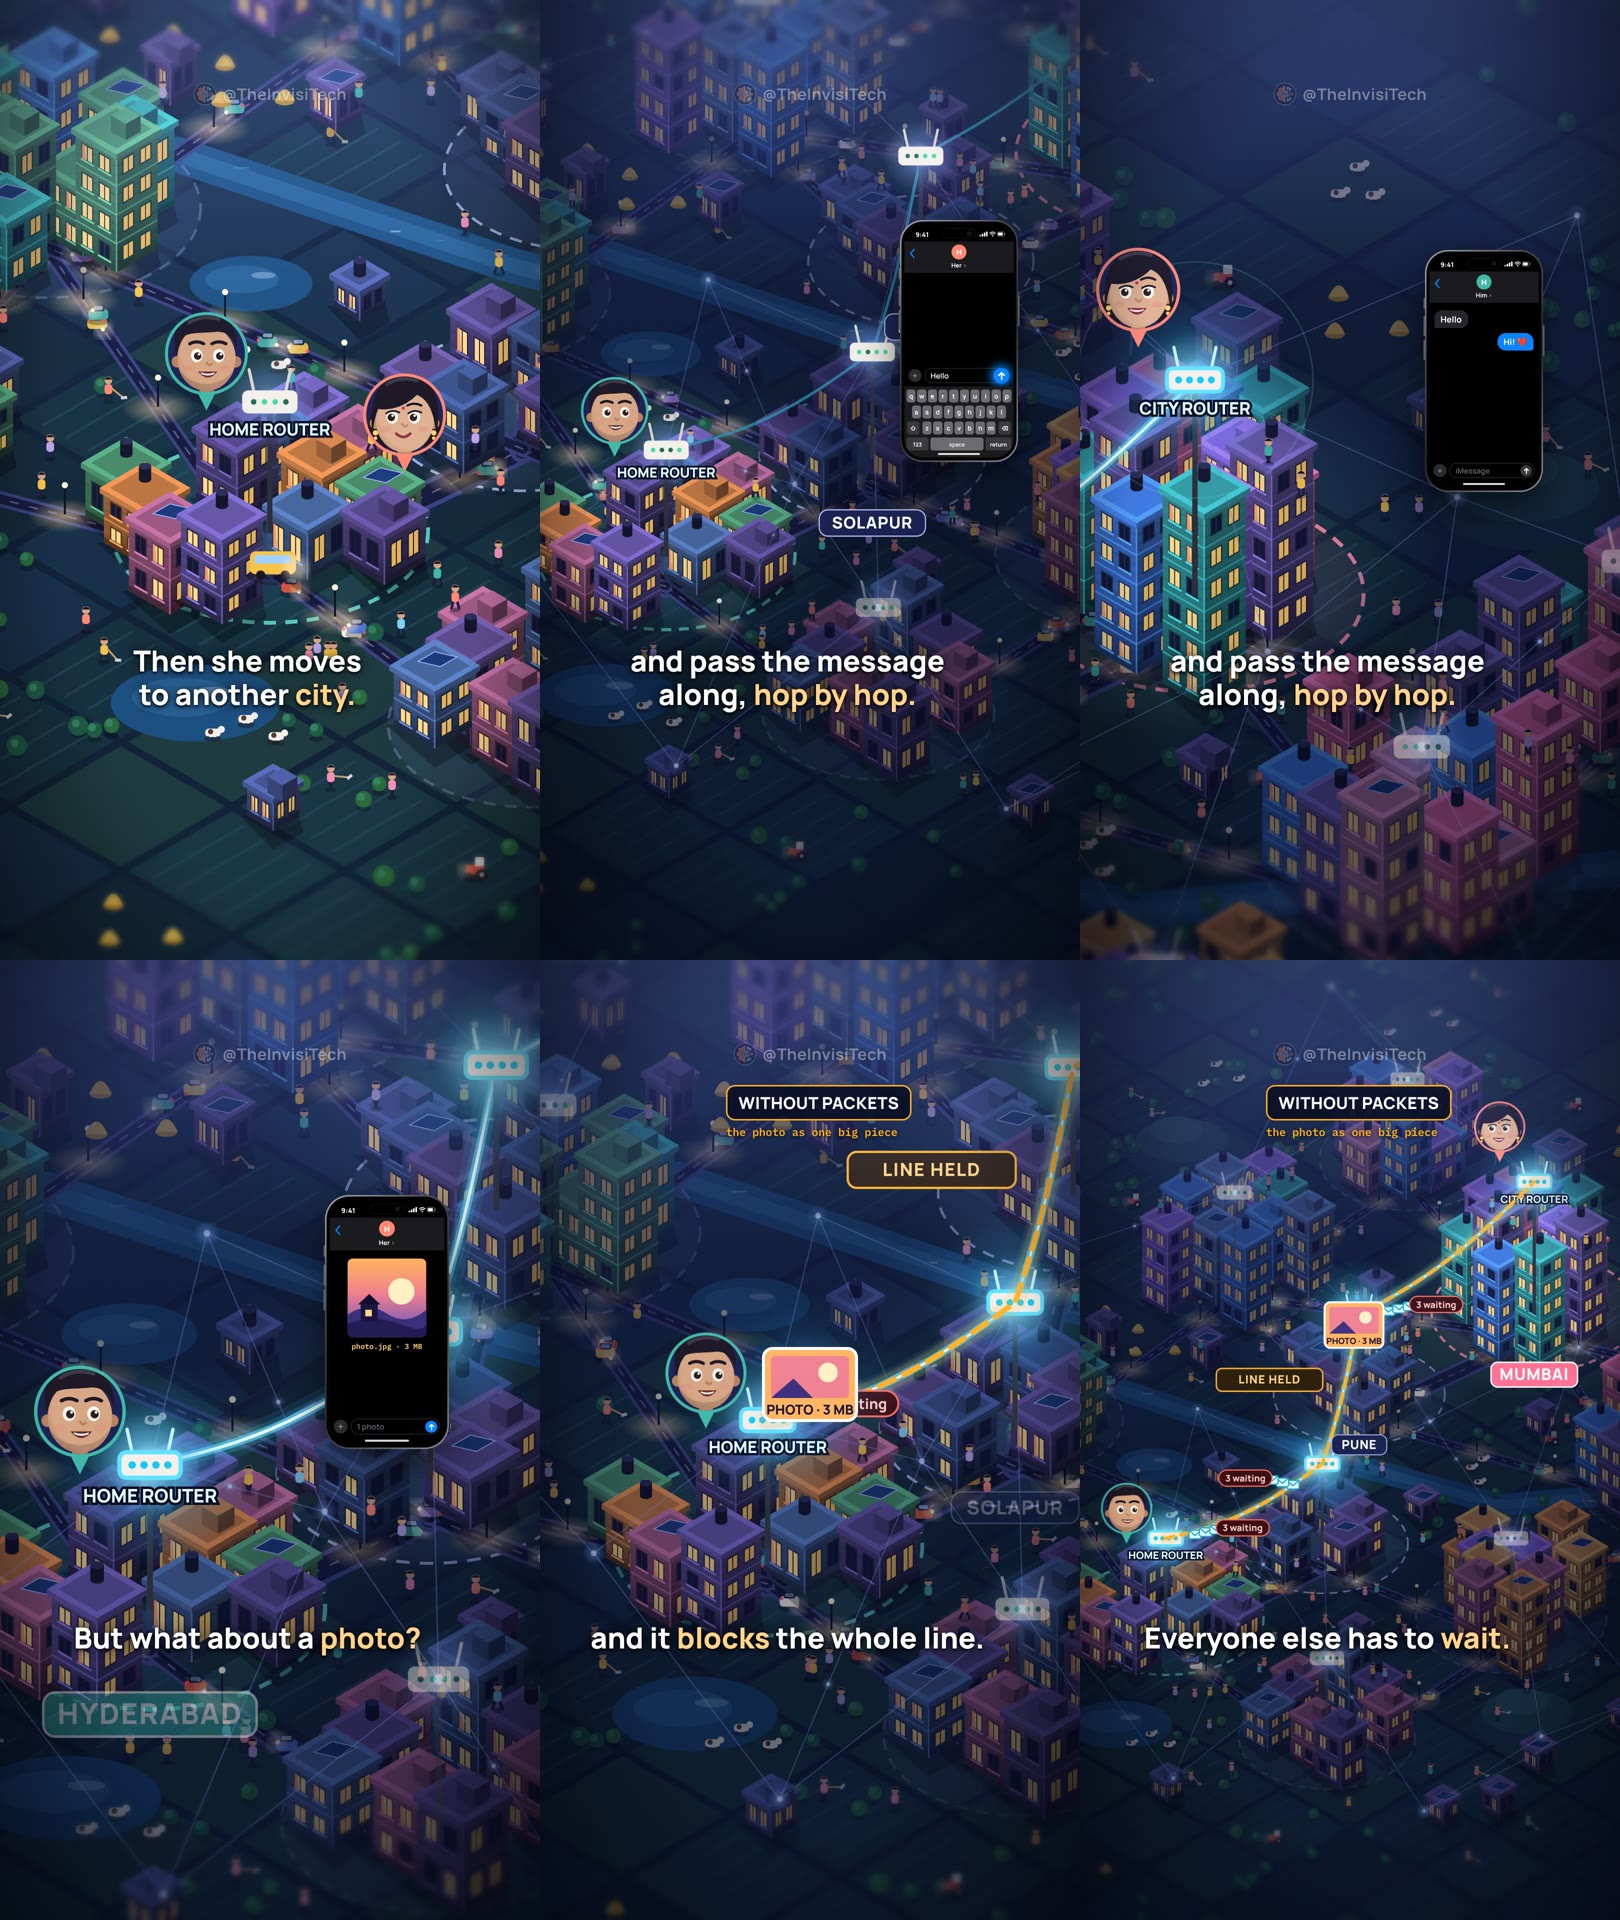 @TheInvisiTech
HOME ROUTER
Then she moves
to another city.
@TheInvisiTech
9:41
H
Her ›
Hello
q w e r t y u i o p
a s d f g h j k l
z x c v b n m
123 space return
HOME ROUTER
SOLAPUR
and pass the message
along, hop by hop.
@TheInvisiTech
9:41
H
Him ›
Hello
Hi! ❤️
iMessage
CITY ROUTER
and pass the message
along, hop by hop.
@TheInvisiTech
9:41
H
Her ›
photo.jpg · 3 MB
1 photo
HOME ROUTER
But what about a photo?
HYDERABAD
@TheInvisiTech
WITHOUT PACKETS
the photo as one big piece
LINE HELD
PHOTO · 3 MB
ting
HOME ROUTER
SOLAPUR
and it blocks the whole line.
@TheInvisiTech
WITHOUT PACKETS
the photo as one big piece
CITY ROUTER
3 waiting
PHOTO · 3 MB
LINE HELD
MUMBAI
PUNE
3 waiting
3 waiting
HOME ROUTER
Everyone else has to wait.